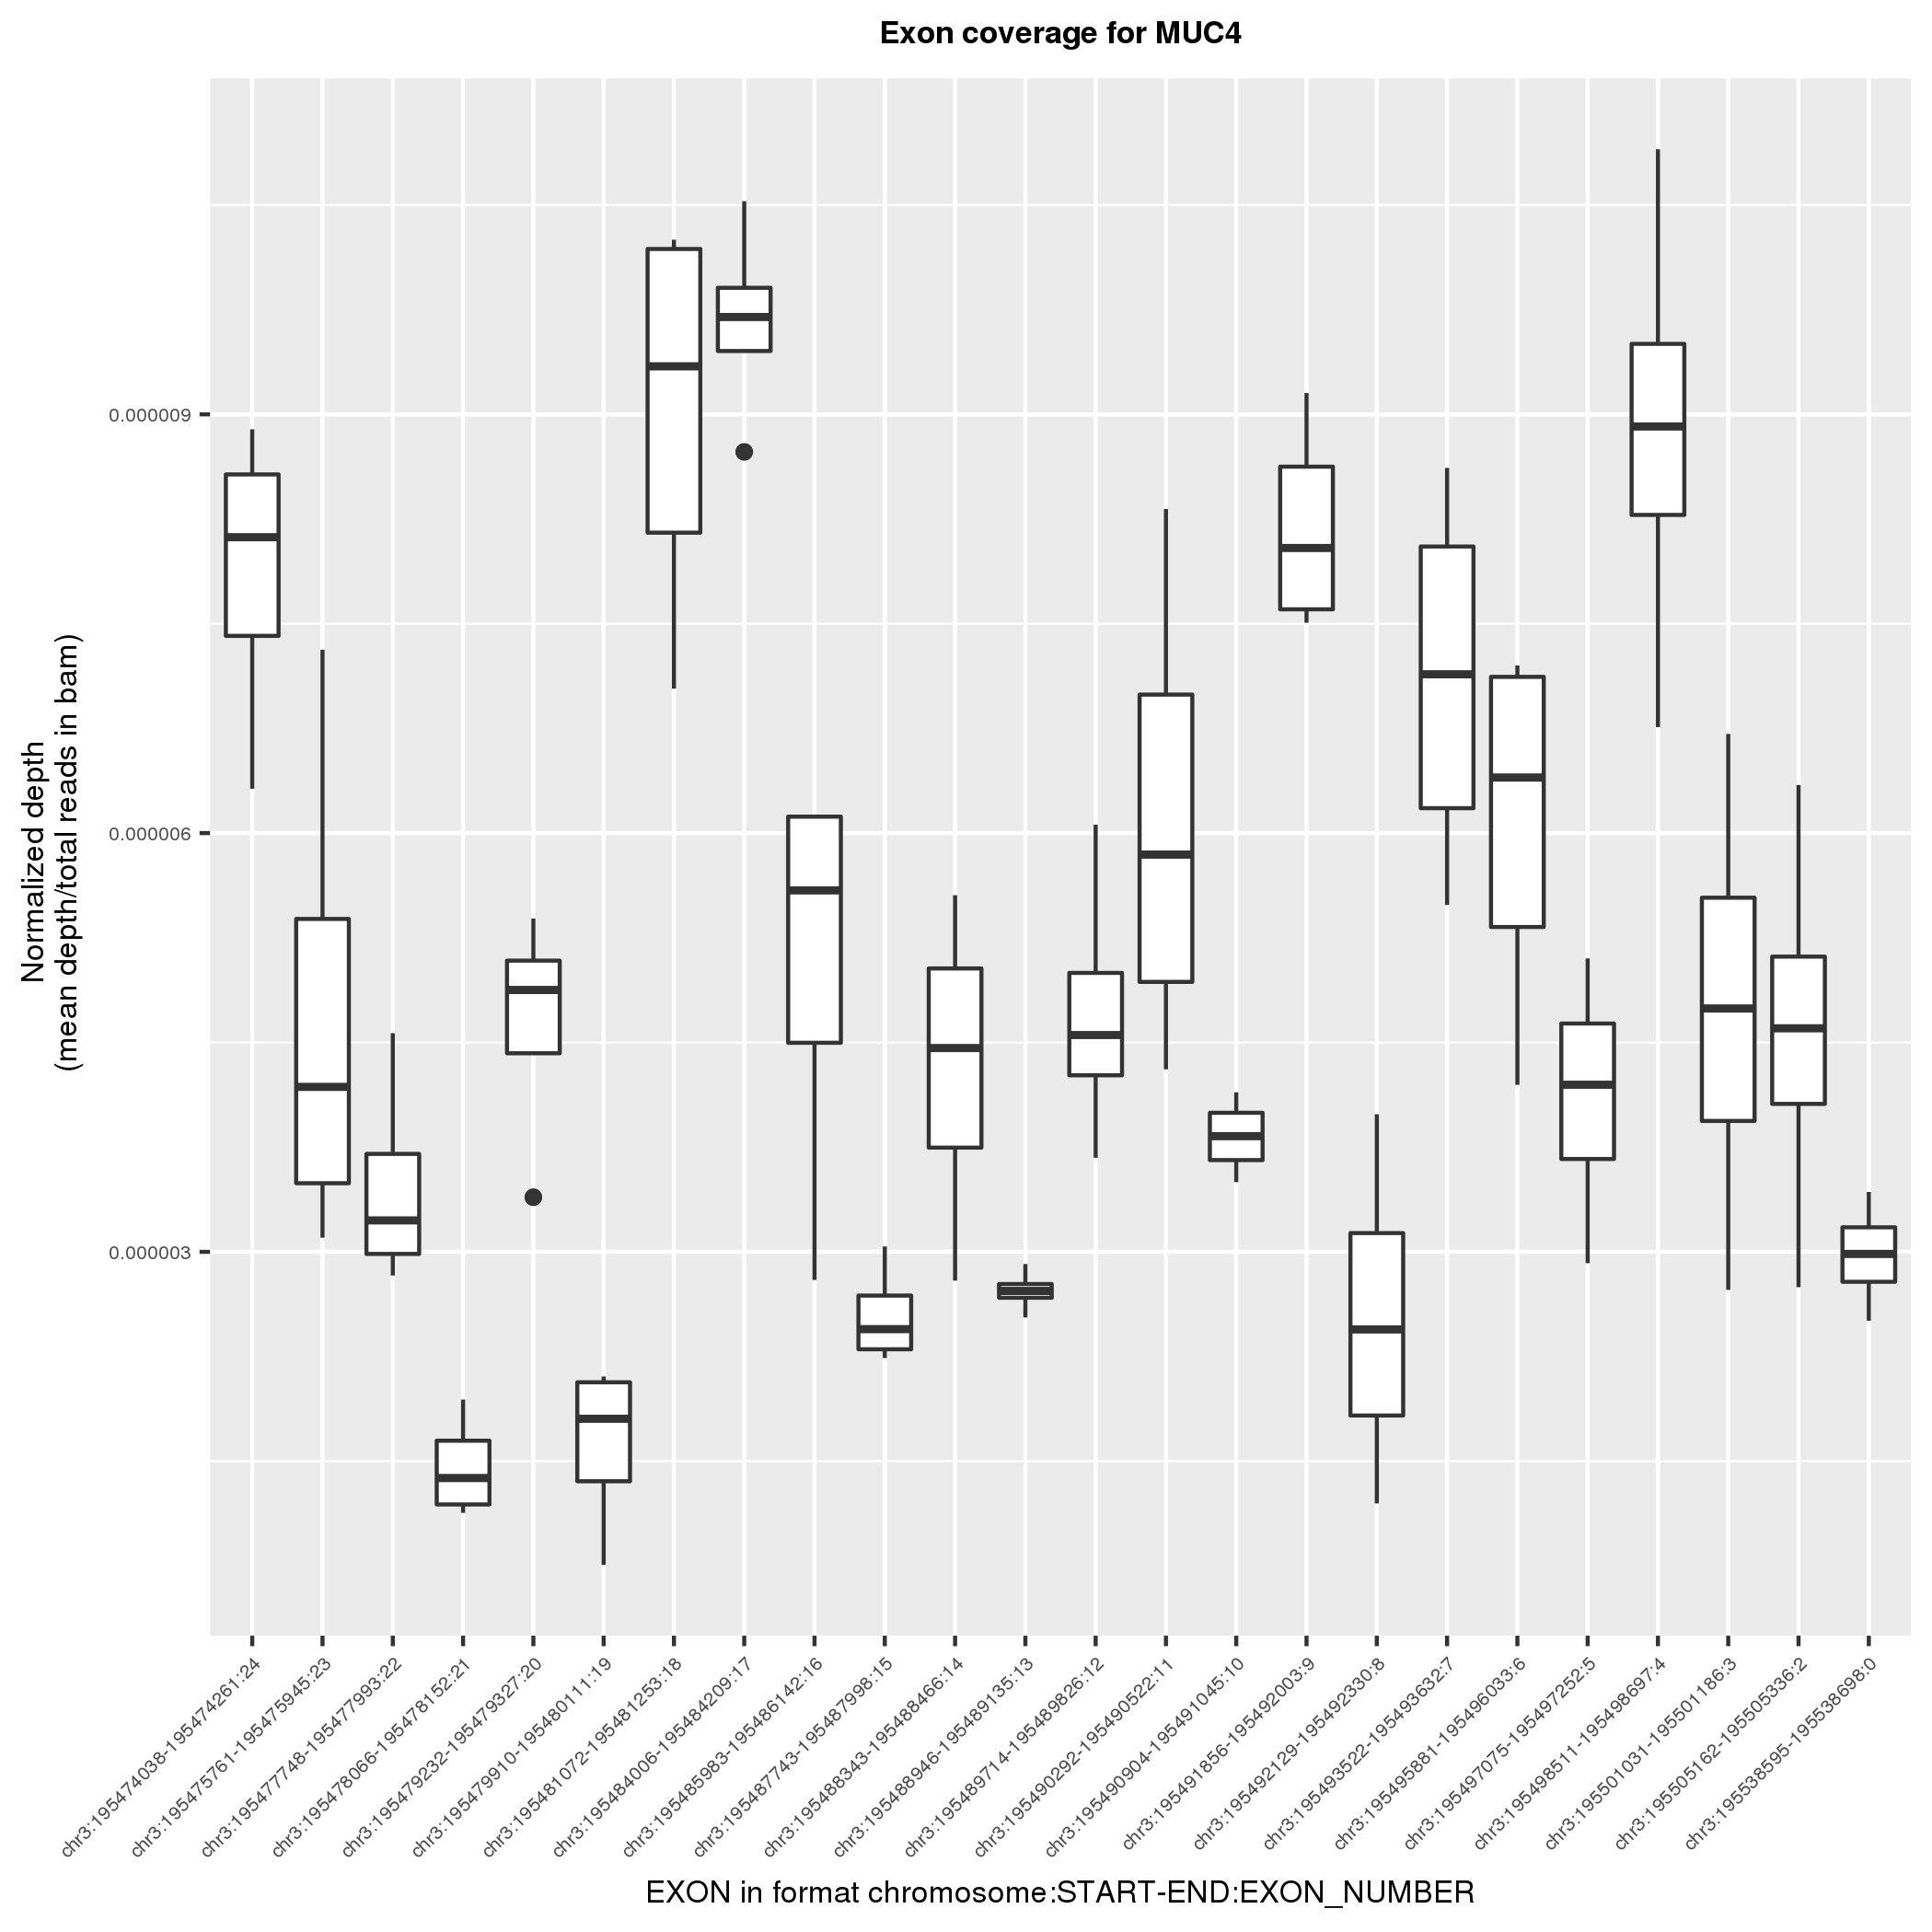 Exon coverage for MUC4
Normalized depth
(mean depth/total reads in bam)
0.000009
0.000006
0.000003
chr3:195474038-195474261:24
chr3:195475761-195475945:23
chr3:195477748-195477993:22
chr3:195478066-195478152:21
chr3:195479232-195479327:20
chr3:195479910-195480111:19
chr3:195481072-195481253:18
chr3:195484006-195484209:17
chr3:195485983-195486142:16
chr3:195487743-195487998:15
chr3:195488343-195488466:14
chr3:195488946-195489135:13
chr3:195489714-195489826:12
chr3:195490292-195490522:11
chr3:195490904-195491045:10
chr3:195491856-195492003:9
chr3:195492129-195492330:8
chr3:195493522-195493632:7
chr3:195495881-195496033:6
chr3:195497075-195497252:5
chr3:195498511-195498697:4
chr3:195501031-195501186:3
chr3:195505162-195505336:2
chr3:195538595-195538698:0
EXON in format chromosome:START-END:EXON_NUMBER